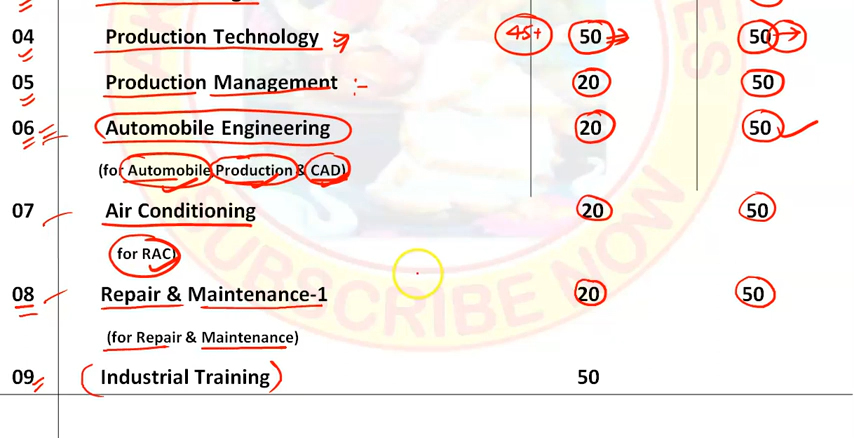 04 Production Technology 45+ 50 50
05 Production Management :- 20 50
06 Automobile Engineering 20 50
(for Automobile Production & CAD)
07 Air Conditioning 20 50
for RAC)
08 Repair & Maintenance-1 20 50
(for Repair & Maintenance)
09 (Industrial Training) 50
SUBSCRIBE NOW